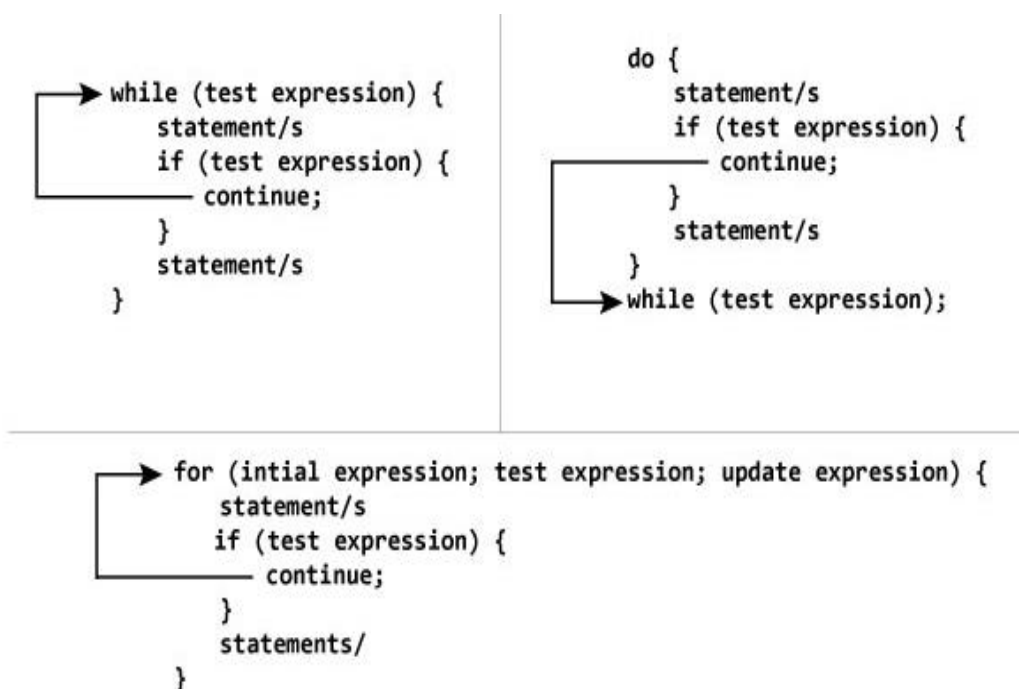 while (test expression) {
statement/s
if (test expression) {
continue;
}
statement/s
}
do {
statement/s
if (test expression) {
continue;
}
statement/s
}
while (test expression);
for (intial expression; test expression; update expression) {
statement/s
if (test expression) {
continue;
}
statements/
}